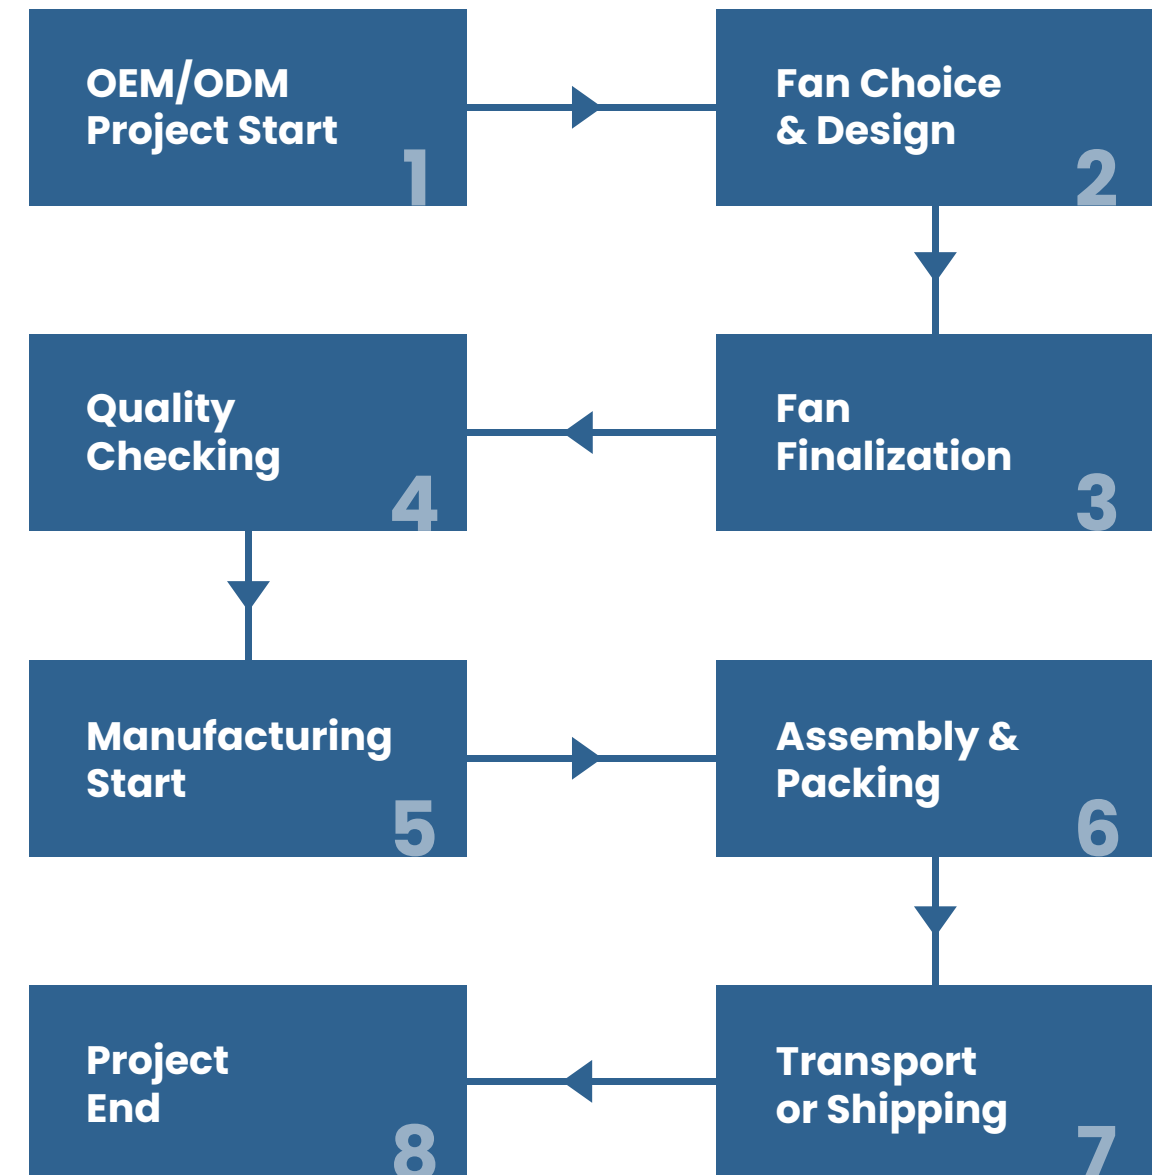 OEM/ODM
Project Start
1
Fan Choice
& Design
2
Fan
Finalization
3
Quality
Checking
4
Manufacturing
Start
5
Assembly &
Packing
6
Transport
or Shipping
7
Project
End
8